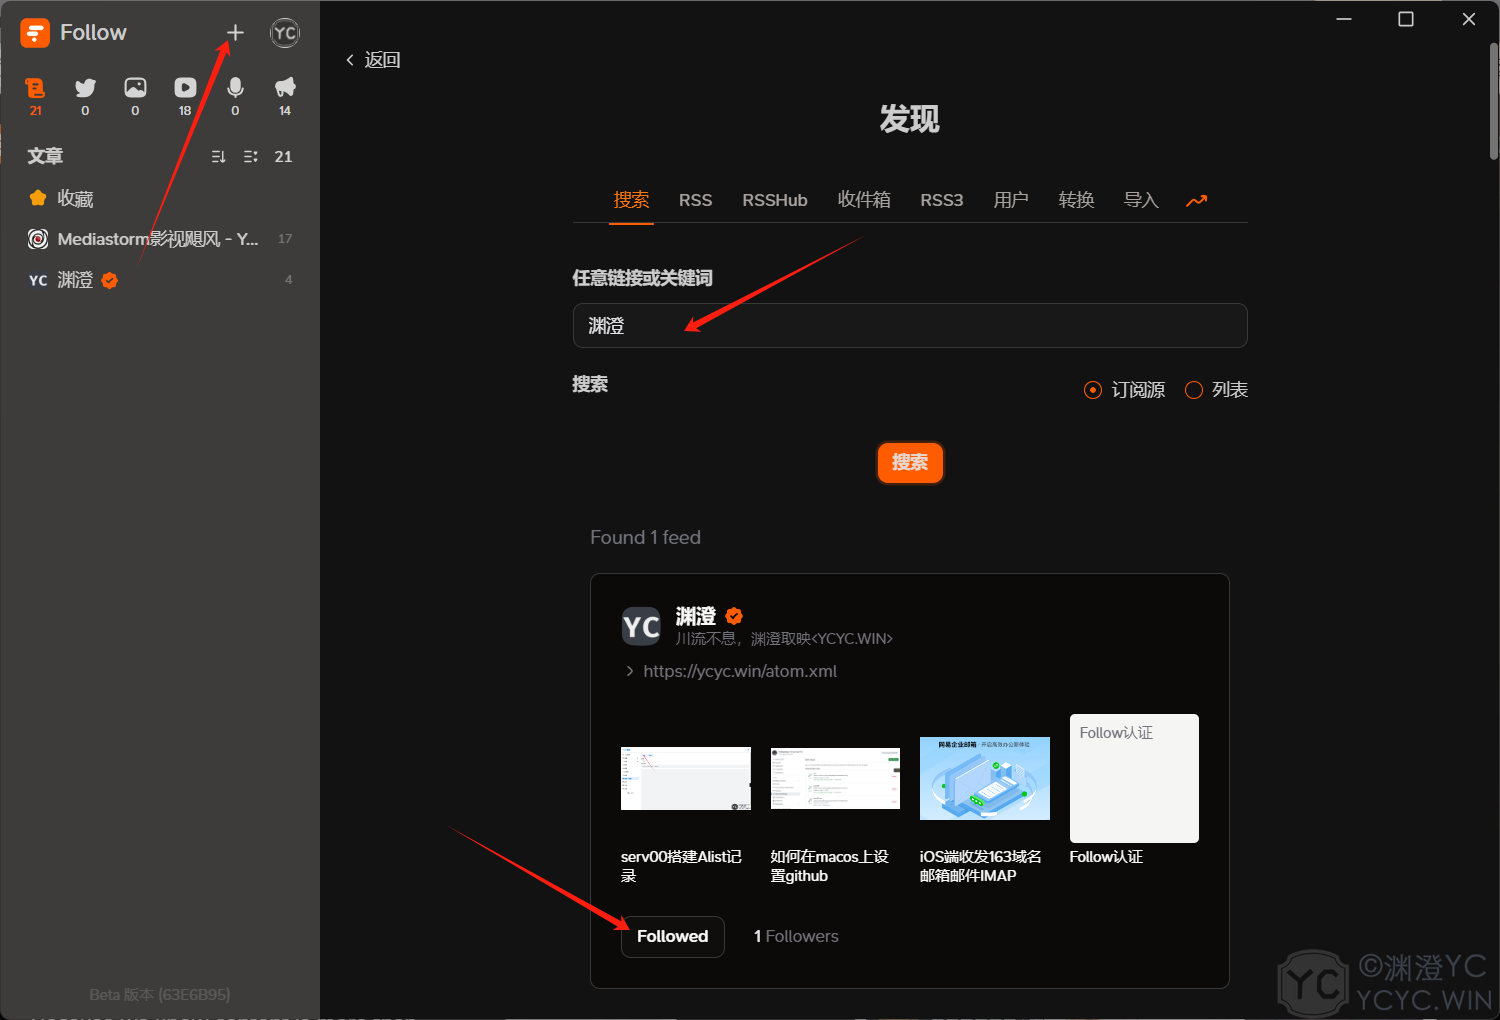 Follow
YC
21
0
0
18
0
14
文章
21
收藏
Mediastorm影视飓风 - Y...
17
YC
渊澄
4
Beta 版本 (63E6B95)
返回
发现
搜索
RSS
RSSHub
收件箱
RSS3
用户
转换
导入
任意链接或关键词
渊澄
搜索
订阅源
列表
搜索
Found 1 feed
YC
渊澄
川流不息，渊澄取映<YCYC.WIN>
https://ycyc.win/atom.xml
网易企业邮箱
Follow认证
serv00搭建Alist记
录
如何在macos上设
置github
iOS端收发163域名
邮箱邮件IMAP
Follow认证
Followed
1 Followers
YC
©渊澄YC
YCYC.WIN